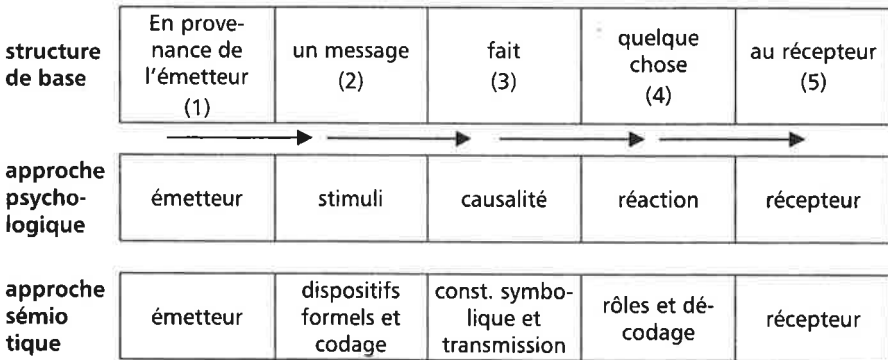 structure
de base
En prove-
nance de
l'émetteur
(1)
un message
(2)
fait
(3)
quelque
chose
(4)
au récepteur
(5)
approche
psycho-
logique
émetteur
stimuli
causalité
réaction
récepteur
approche
sémio
tique
émetteur
dispositifs
formels et
codage
const. symbo-
lique et
transmission
rôles et dé-
codage
récepteur